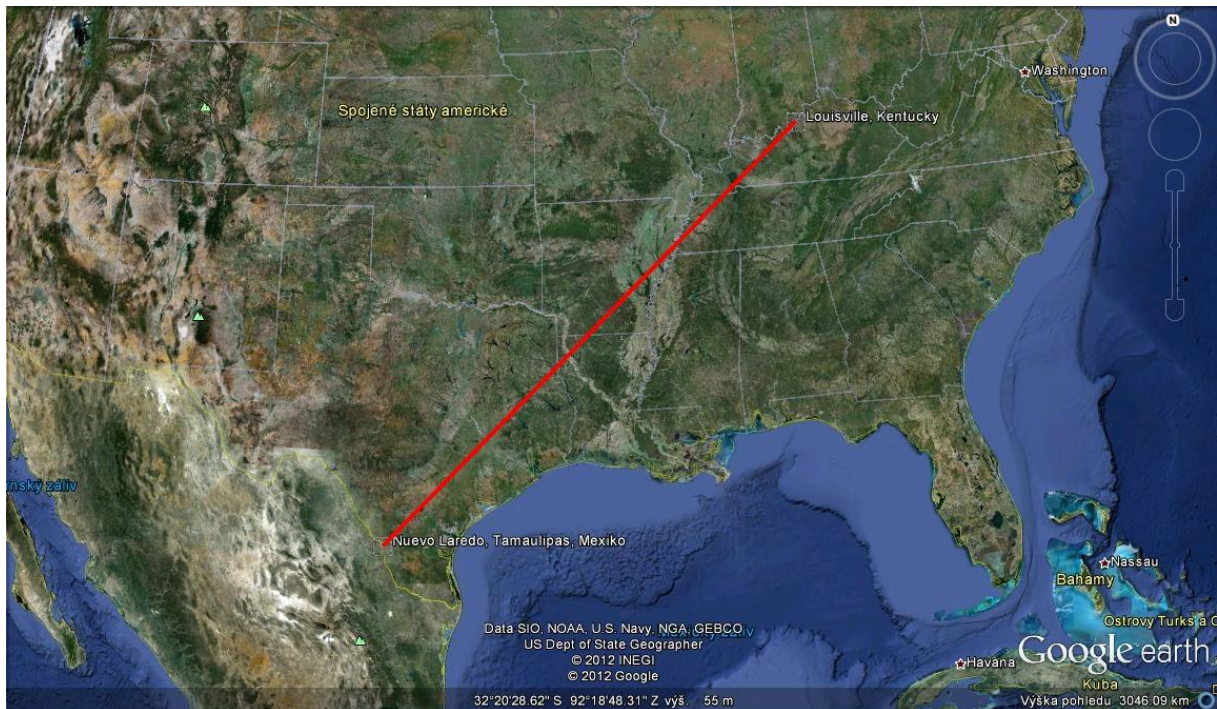 N
Washington
Spojené státy americké
Louisville, Kentucky
Nuevo Laredo, Tamaulipas, Mexiko
Nassau
Bahamy
Ostrovy Turks a C
Data SIO, NOAA, U.S. Navy, NGA, GEBCO
záliv
US Dept of State Geographer
© 2012 INEGI
© 2012 Google
Google earth
Havana
Kuba
32°20'28.62" S 92°18'48.31" Z výš. 55 m
Výška pohledu 3046.09 km